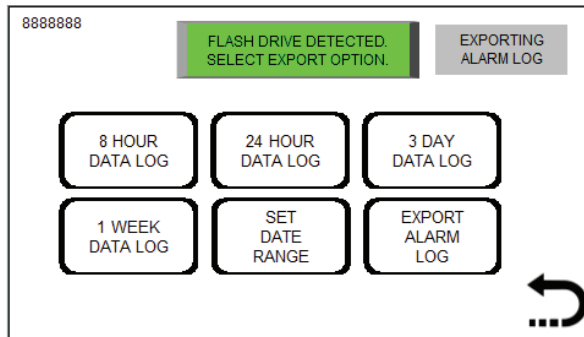 8888888
FLASH DRIVE DETECTED.
SELECT EXPORT OPTION.
EXPORTING
ALARM LOG
8 HOUR
DATA LOG
24 HOUR
DATA LOG
3 DAY
DATA LOG
1 WEEK
DATA LOG
SET
DATE
RANGE
EXPORT
ALARM
LOG